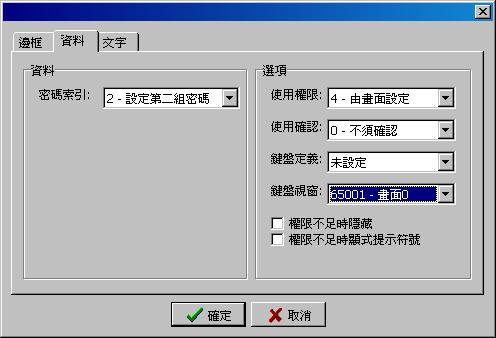 邊框 資料 文字
資料
密碼索引: 2 - 設定第二組密碼
選項
使用權限: 4 - 由畫面設定
使用確認: 0 - 不須確認
鍵盤定義: 未設定
鍵盤視窗: 65001 - 畫面0
權限不足時隱藏
權限不足時顯式提示符號
確定 取消